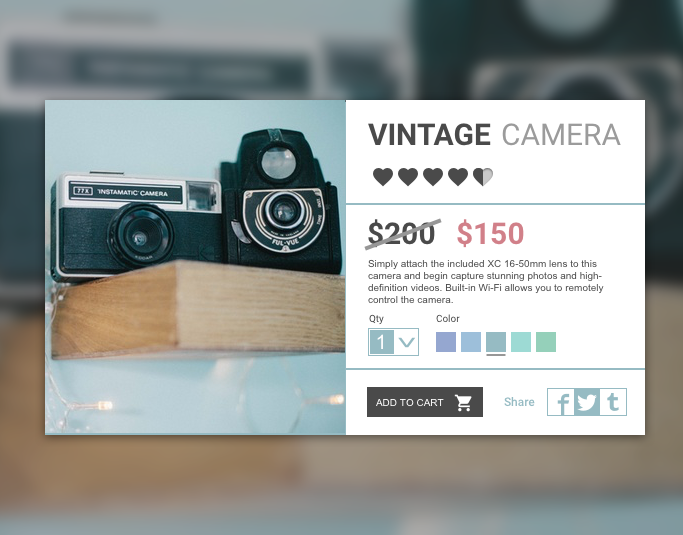 VINTAGE CAMERA
77X 'INSTAMATIC' CAMERA
KODAK
FUL-VUE
$200 $150
Simply attach the included XC 16-50mm lens to this
camera and begin capture stunning photos and high-
definition videos. Built-in Wi-Fi allows you to remotely
control the camera.
Qty Color
1
ADD TO CART Share f t